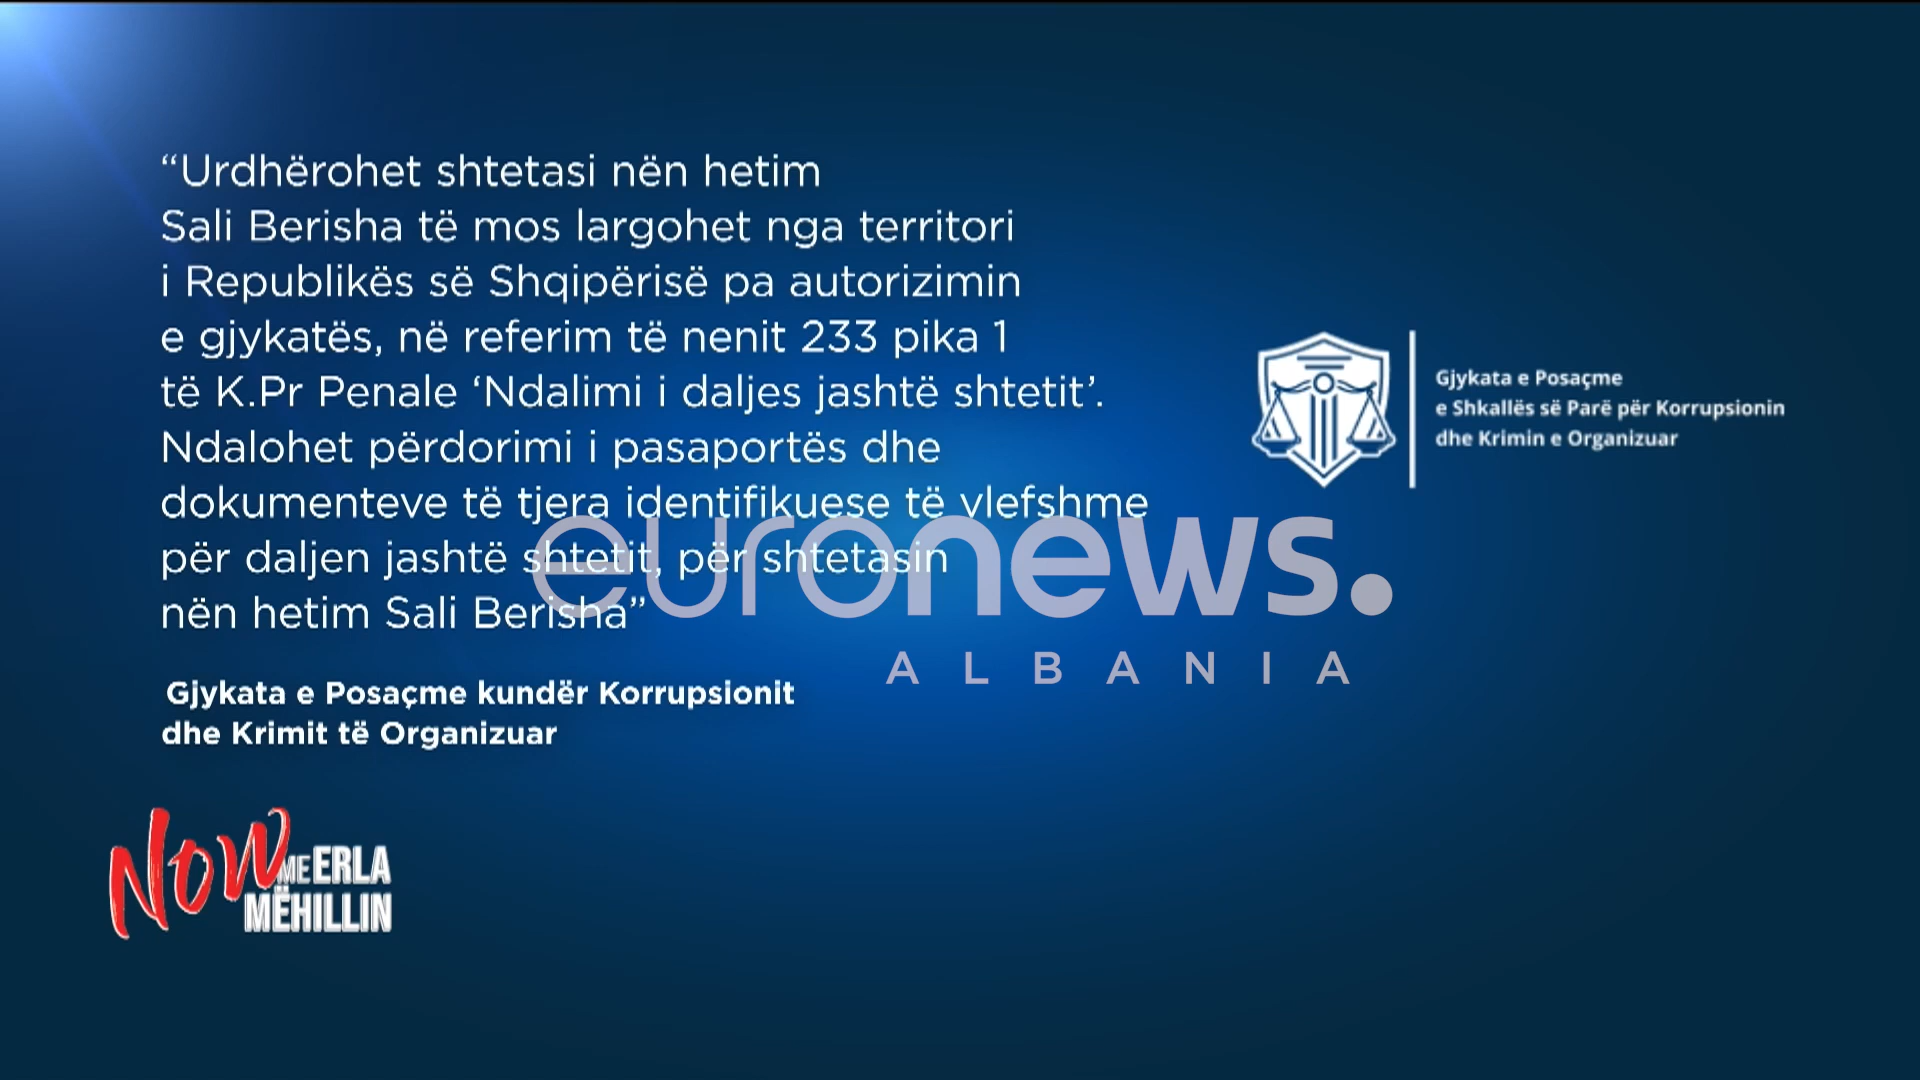 “Urdhërohet shtetasi nën hetim
Sali Berisha të mos largohet nga territori
i Republikës së Shqipërisë pa autorizimin
e gjykatës, në referim të nenit 233 pika 1
të K.Pr Penale ‘Ndalimi i daljes jashtë shtetit’.
Ndalohet përdorimi i pasaportës dhe
dokumenteve të tjera identifikuese të vlefshme
për daljen jashtë shtetit, për shtetasin
nën hetim Sali Berisha”
Gjykata e Posaçme kundër Korrupsionit
dhe Krimit të Organizuar
Gjykata e Posaçme
e Shkallës së Parë për Korrupsionin
dhe Krimin e Organizuar
euronews.
ALBANIA
Now ME ERLA
MËHILLIN